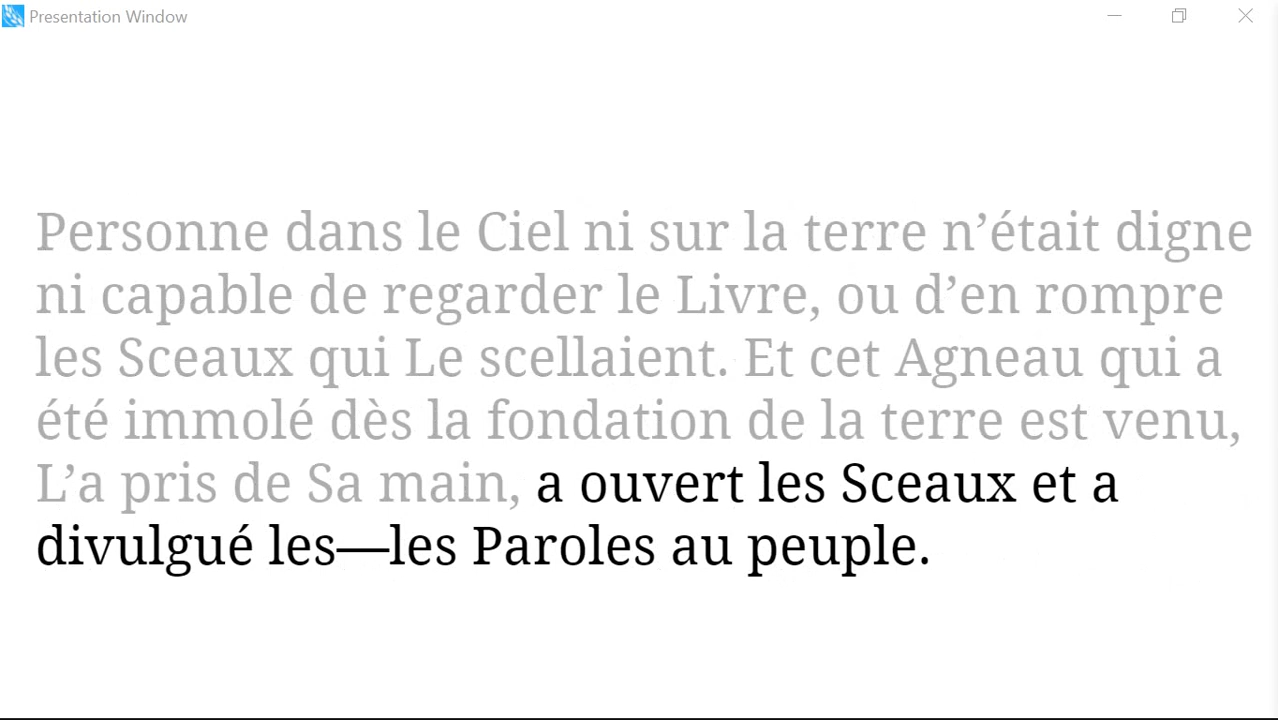 Presentation Window
Personne dans le Ciel ni sur la terre n’était digne
ni capable de regarder le Livre, ou d’en rompre
les Sceaux qui Le scellaient. Et cet Agneau qui a
été immolé dès la fondation de la terre est venu,
L’a pris de Sa main, a ouvert les Sceaux et a
divulgué les—les Paroles au peuple.